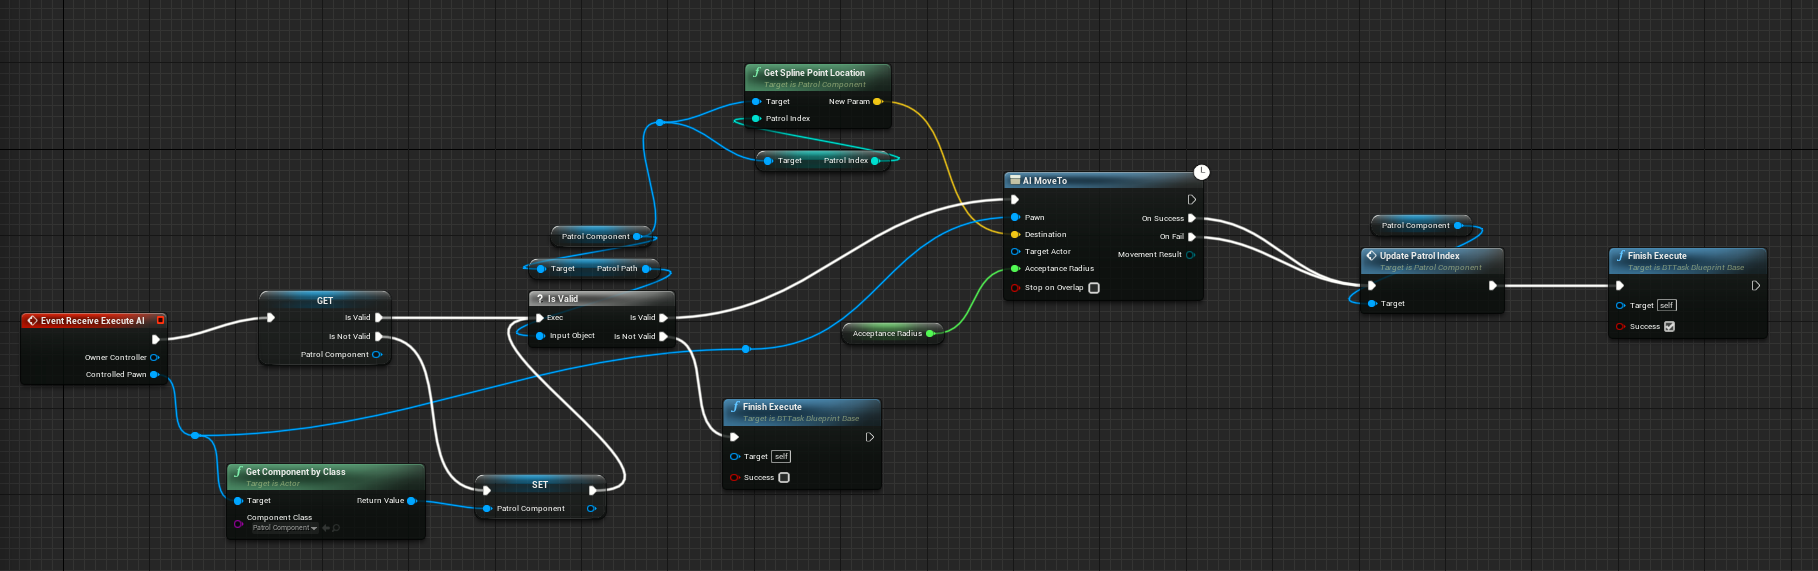 Get Spline Point Location
Target is Patrol Component
Target
New Param
Patrol Index
Target
Patrol Index
AI MoveTo
Pawn
On Success
Destination
On Fail
Target Actor
Movement Result
Acceptance Radius
Stop on Overlap
Patrol Component
Target
Patrol Path
? Is Valid
Exec
Is Valid
Input Object
Is Not Valid
GET
Is Valid
Is Not Valid
Patrol Component
Event Receive Execute AI
Owner Controller
Controlled Pawn
Acceptance Radius
Patrol Component
Update Patrol Index
Target is Patrol Component
Target
f Finish Execute
Target is BTTask Blueprint Base
Target self
Success
f Finish Execute
Target is BTTask Blueprint Base
Target self
Success
f Get Component by Class
Target is Actor
Target
Return Value
Component Class
Patrol Component
SET
Patrol Component